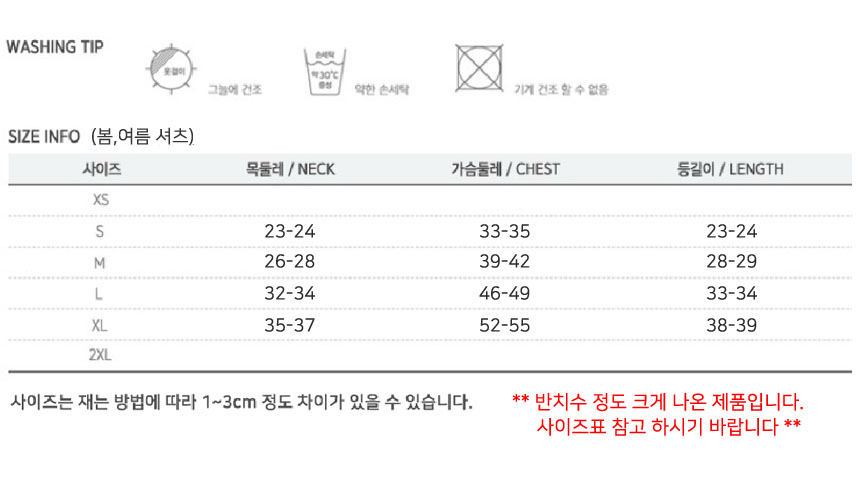 WASHING TIP
옷걸이
그늘에 건조
손세탁
약30℃
중성
약한 손세탁
기계 건조 할 수 없음
SIZE INFO (봄,여름 셔츠)
사이즈 목둘레 / NECK 가슴둘레 / CHEST 등길이 / LENGTH
XS
S 23-24 33-35 23-24
M 26-28 39-42 28-29
L 32-34 46-49 33-34
XL 35-37 52-55 38-39
2XL
사이즈는 재는 방법에 따라 1~3cm 정도 차이가 있을 수 있습니다.
** 반치수 정도 크게 나온 제품입니다.
사이즈표 참고 하시기 바랍니다 **